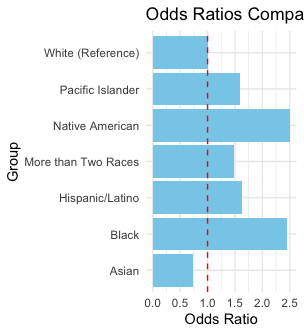 Odds Ratios Compa
White (Reference)
Pacific Islander
Native American
More than Two Races
Hispanic/Latino
Black
Asian
Group
0.0 0.5 1.0 1.5 2.0 2.5
Odds Ratio